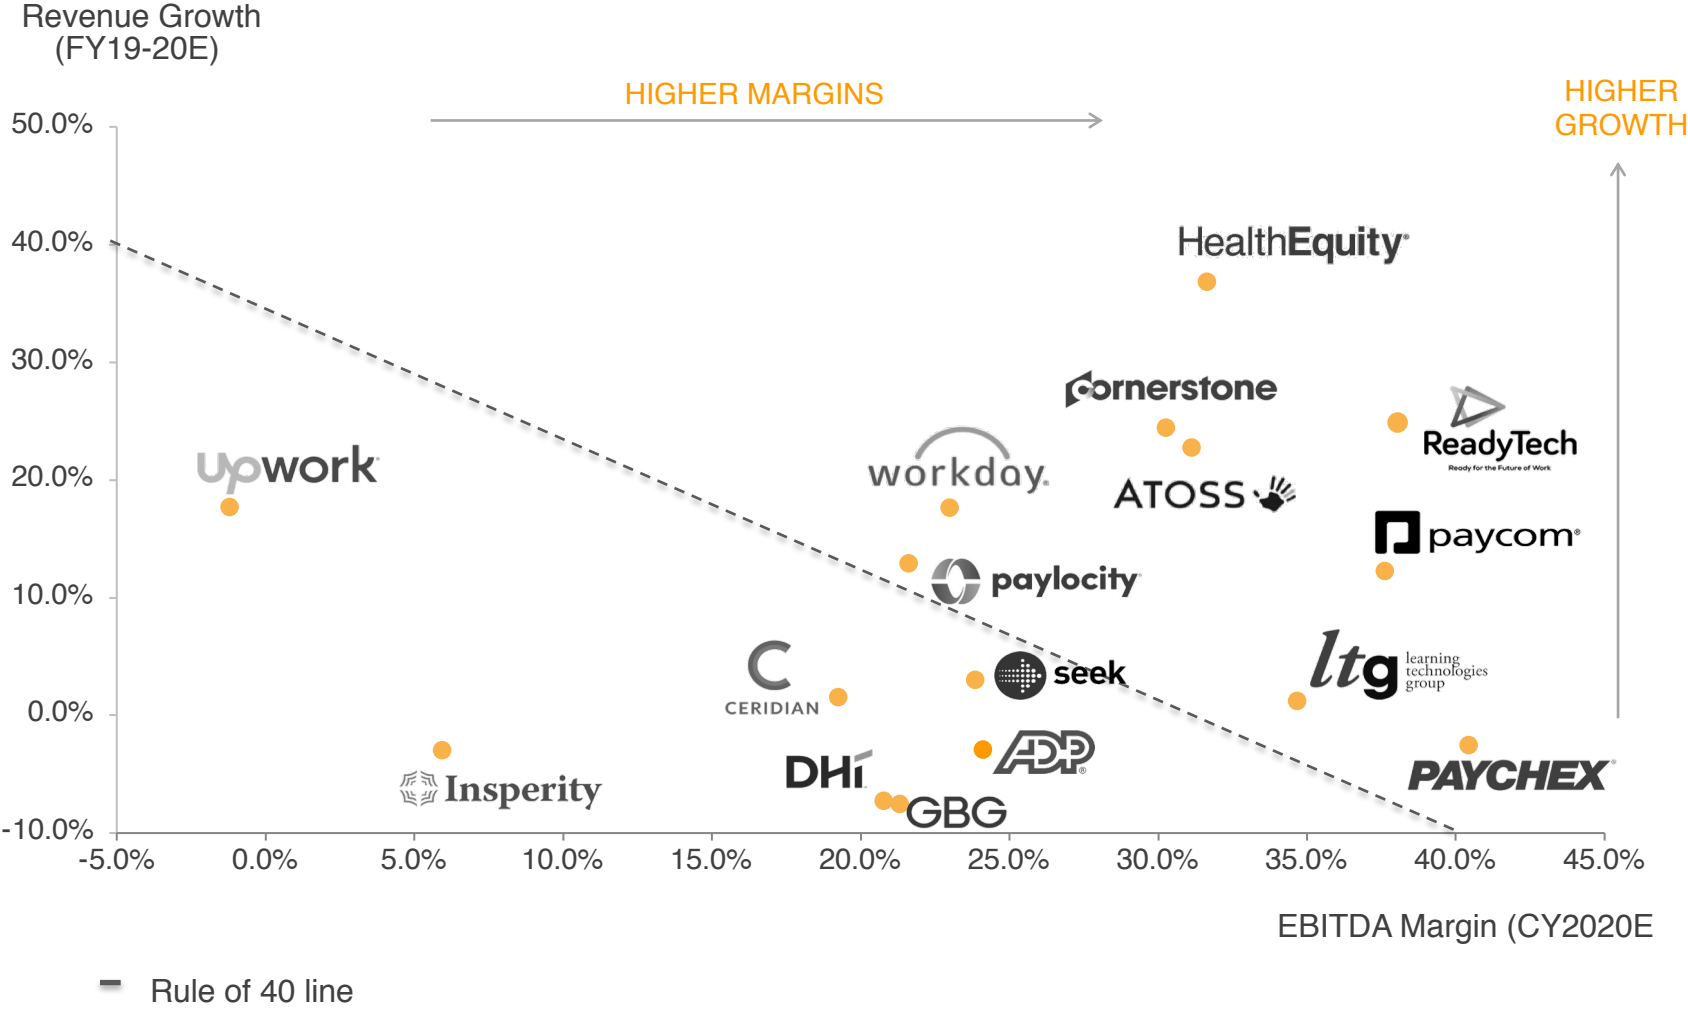 Revenue Growth
(FY19-20E)
HIGHER MARGINS
HIGHER
GROWTH
50.0%
40.0%
30.0%
20.0%
10.0%
0.0%
-10.0%
HealthEquity
cornerstone
ReadyTech
Ready for the Future of Work
upwork
workday.
ATOSS
paycom
paylocity
ltg learning
technologies
group
seek
C
CERIDIAN
ADP
DHi
PAYCHEX
Insperity
GBG
-5.0% 0.0% 5.0% 10.0% 15.0% 20.0% 25.0% 30.0% 35.0% 40.0% 45.0%
EBITDA Margin (CY2020E
Rule of 40 line